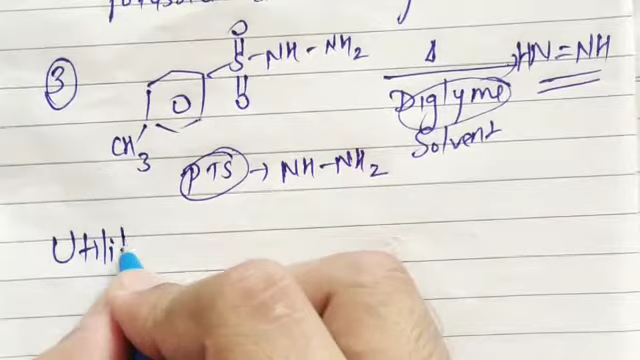 ③
O
S
O
-NH-NH2
O
CH3
Δ
Diglyme
Solvent
HN=NH
PTS → NH-NH2
Utili